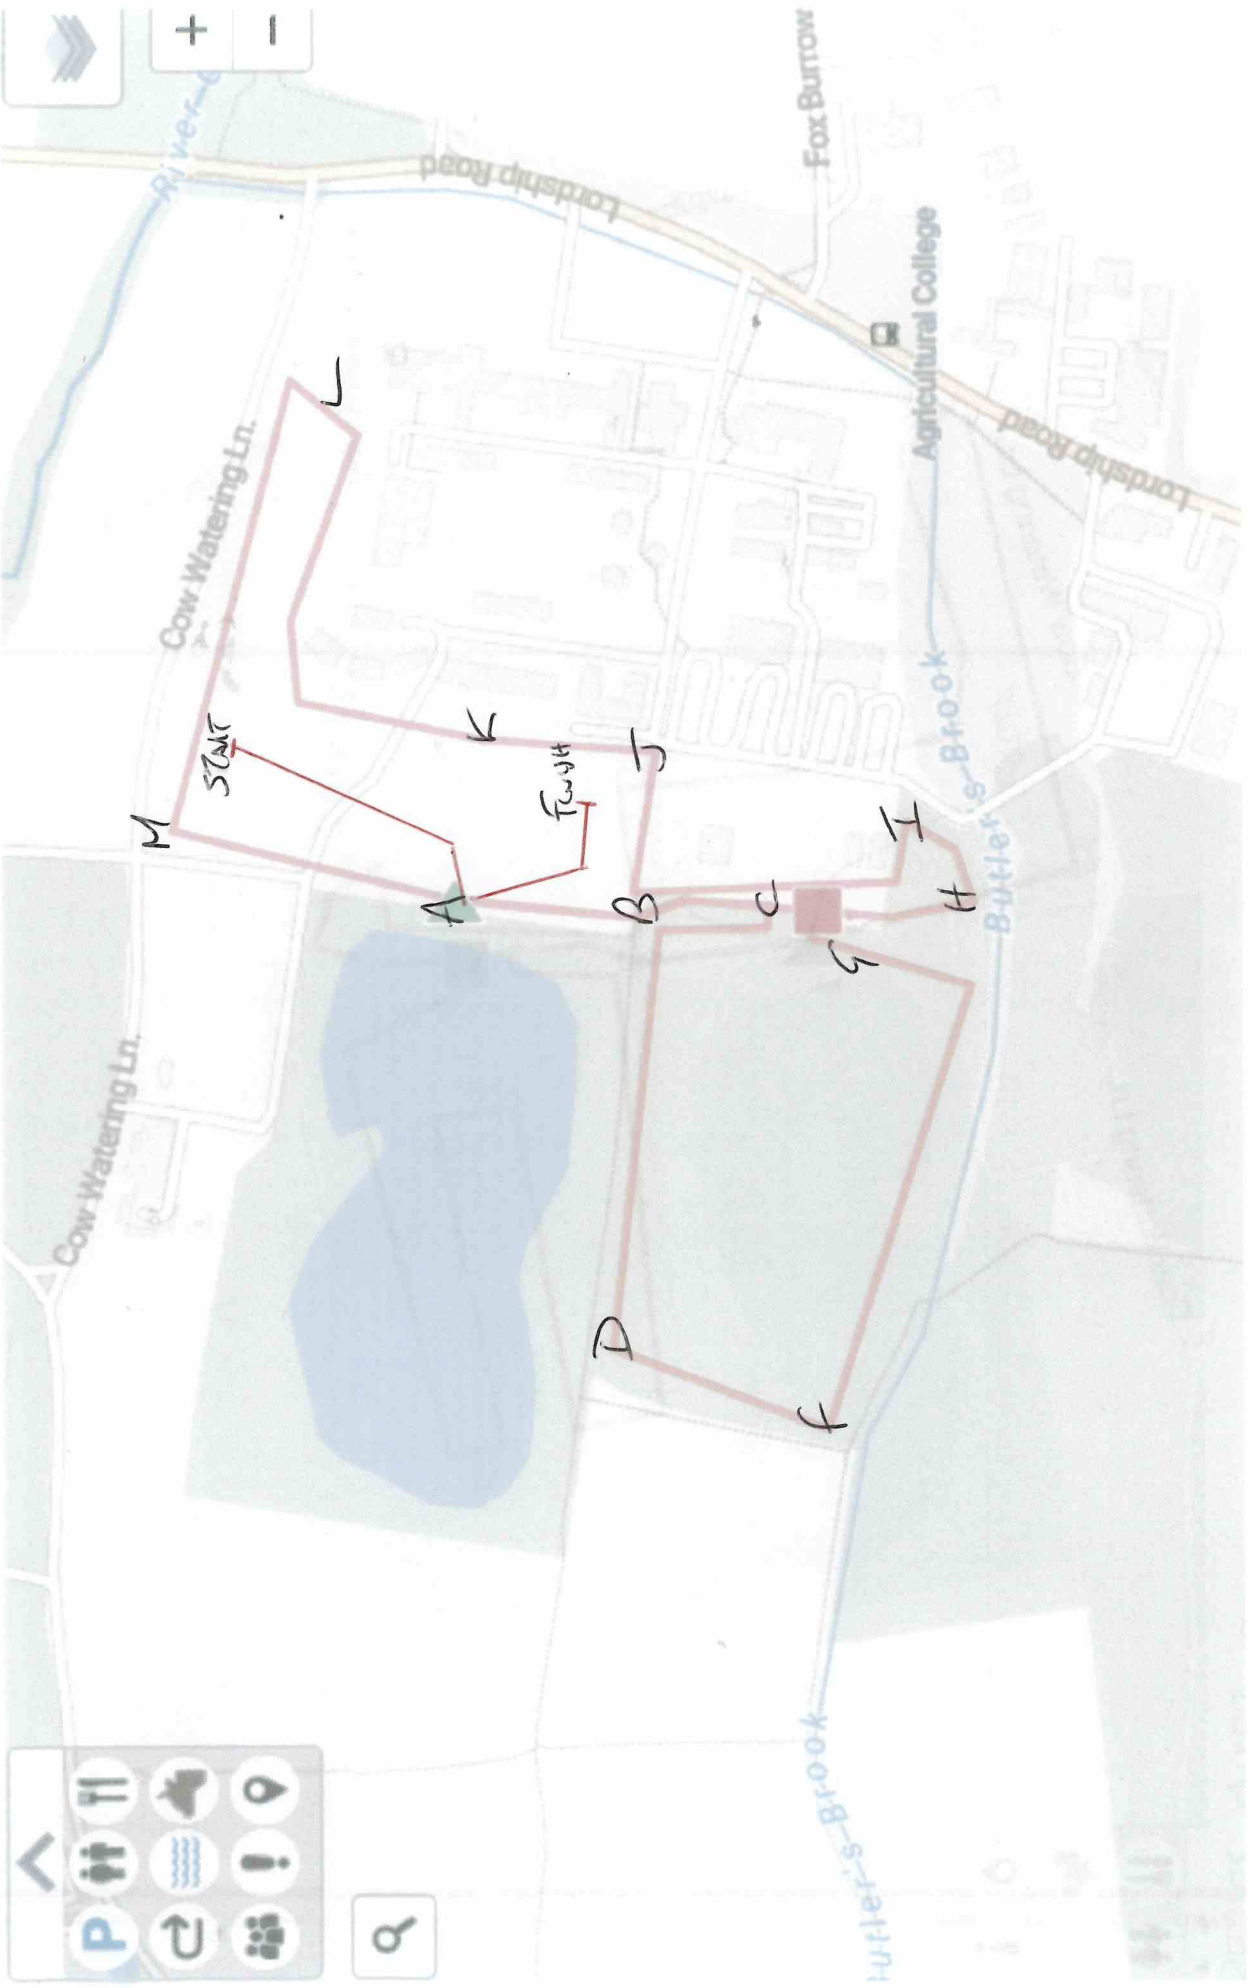 +
−
River
Lordship Road
Fox Burrow
Agricultural College
Lordship Road
Cow Watering Ln.
L
START
M
K
FINISH
J
A
B
C
I
H
G
Butler's Brook
Cow Watering Ln.
D
F
P
Butler's Brook